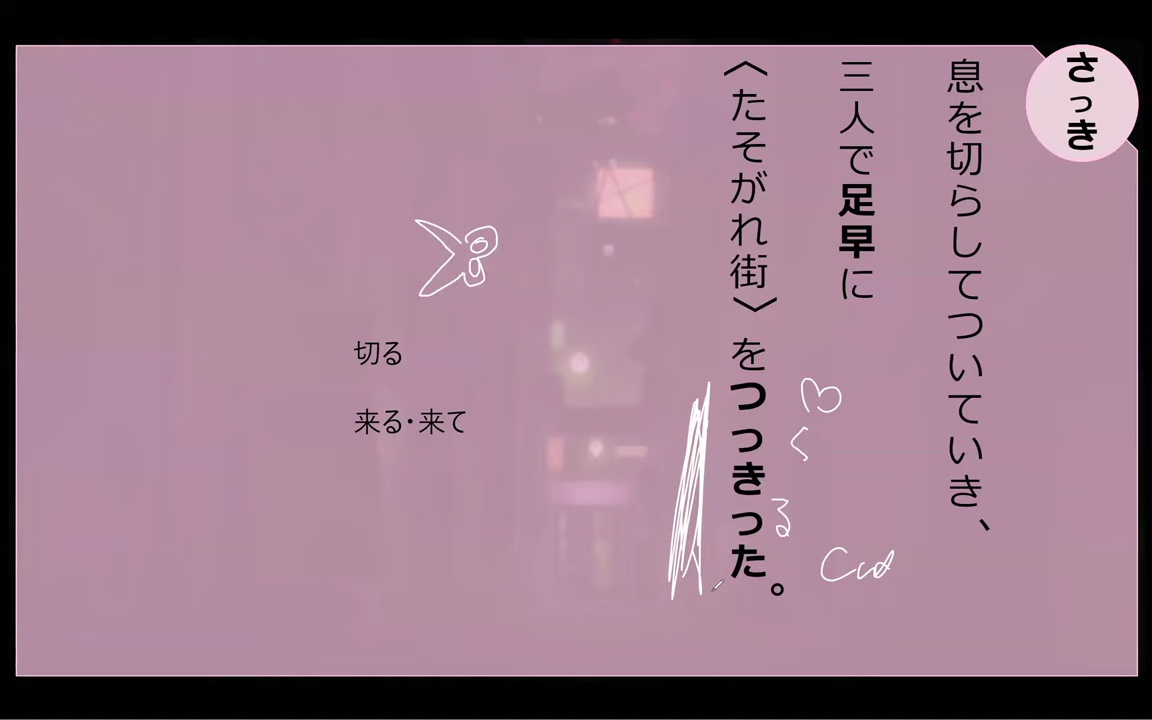 さっき
息を切らしてついていき、
三人で足早に
〈たそがれ街〉をつっきった。
く
る
切る
来る・来て